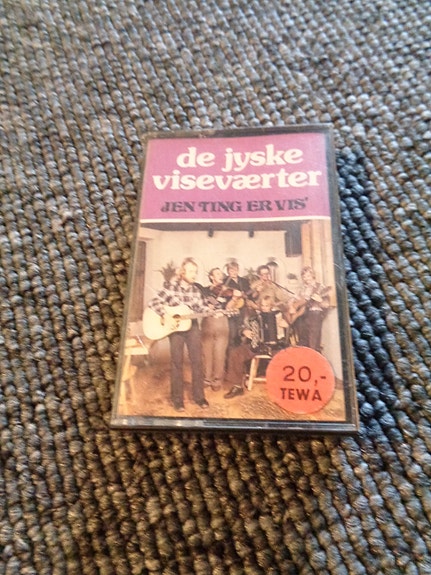 de jyske
viseværter
JEN TING ER VIS'
20,-
TEWA